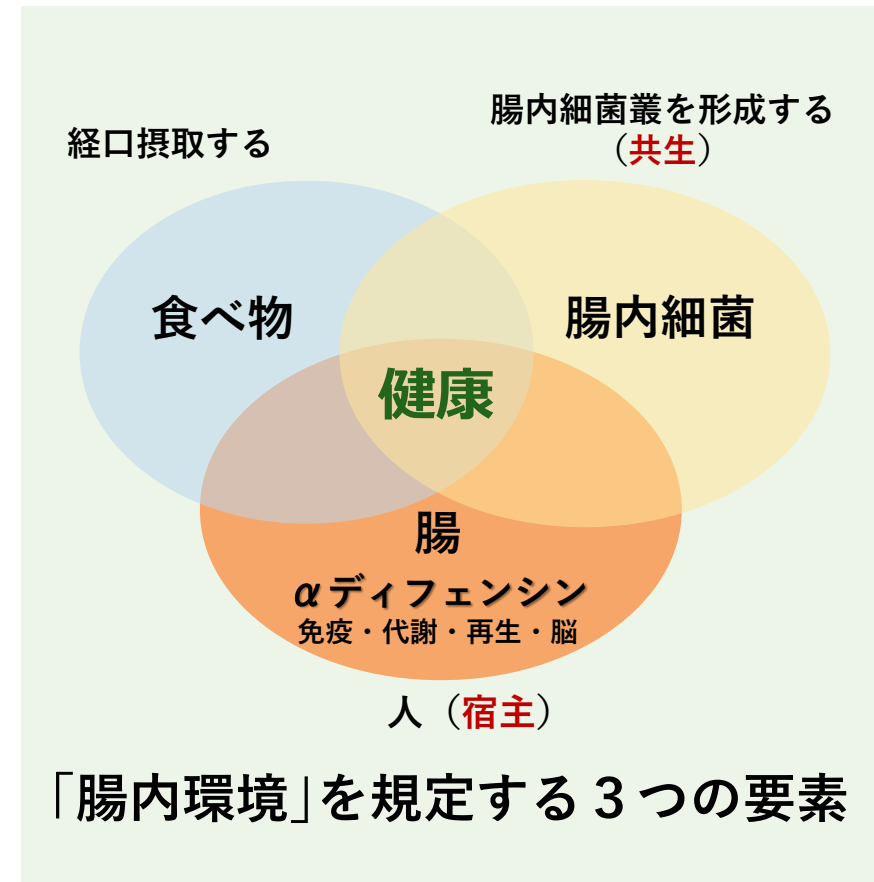 経口摂取する
腸内細菌叢を形成する
（共生）
食べ物
腸内細菌
健康
腸
αディフェンシン
免疫・代謝・再生・脳
人（宿主）
「腸内環境」を規定する３つの要素